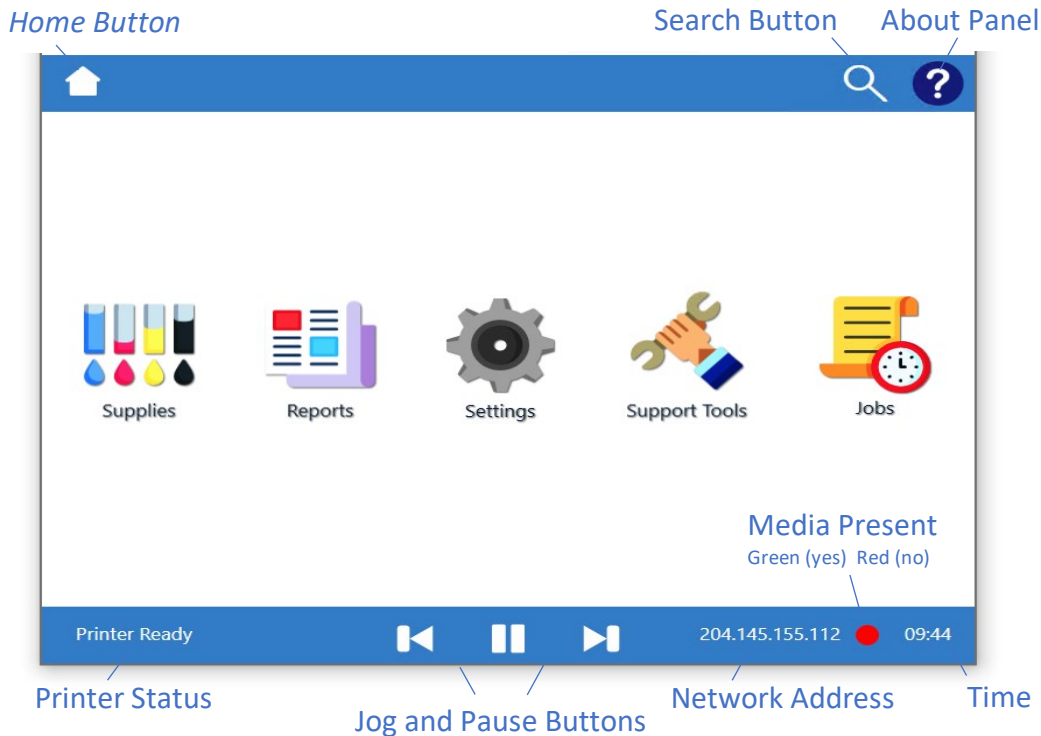 Home Button
Search Button
About Panel
?
Supplies
Reports
Settings
Support Tools
Jobs
Media Present
Green (yes) Red (no)
Printer Ready
204.145.155.112
09:44
Printer Status
Jog and Pause Buttons
Network Address
Time